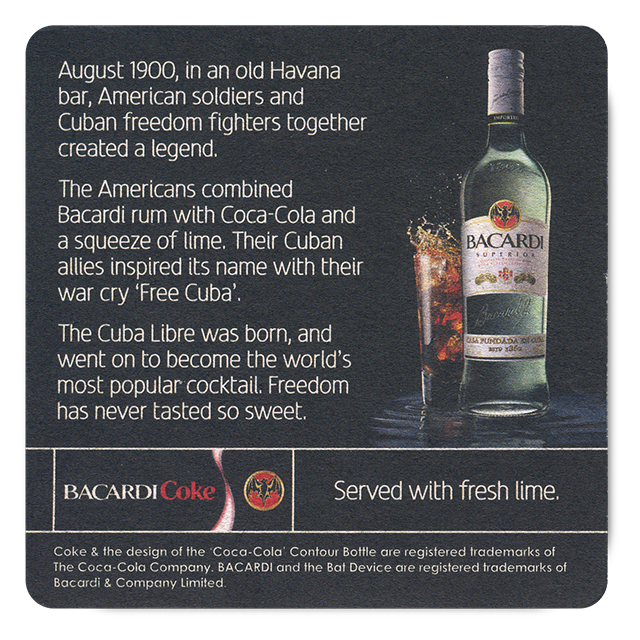 August 1900, in an old Havana
bar, American soldiers and
Cuban freedom fighters together
created a legend.
The Americans combined
Bacardi rum with Coca-Cola and
a squeeze of lime. Their Cuban
allies inspired its name with their
war cry 'Free Cuba'.
The Cuba Libre was born, and
went on to become the world's
most popular cocktail. Freedom
has never tasted so sweet.
BACARDI
SUPERIOR
CASA FUNDADA EN CUBA
BACARDI Coke
Served with fresh lime.
Coke & the design of the 'Coca-Cola' Contour Bottle are registered trademarks of
The Coca-Cola Company. BACARDI and the Bat Device are registered trademarks of
Bacardi & Company Limited.